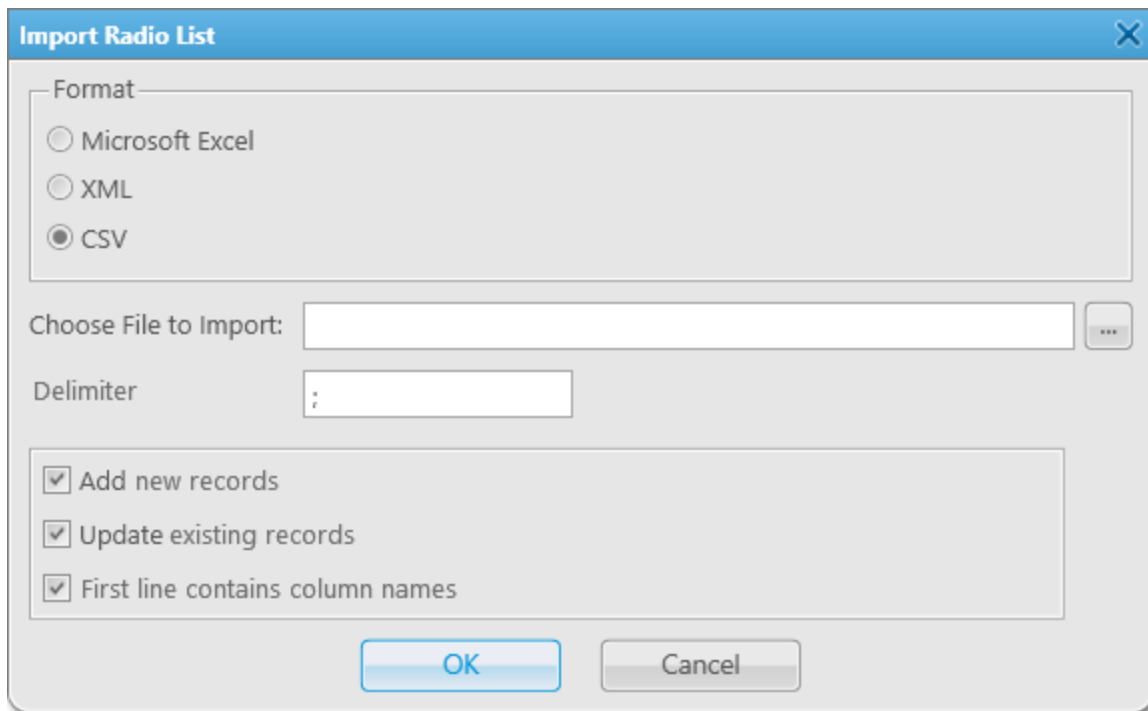 Import Radio List
Format
Microsoft Excel
XML
CSV
Choose File to Import:
...
Delimiter
;
Add new records
Update existing records
First line contains column names
OK
Cancel